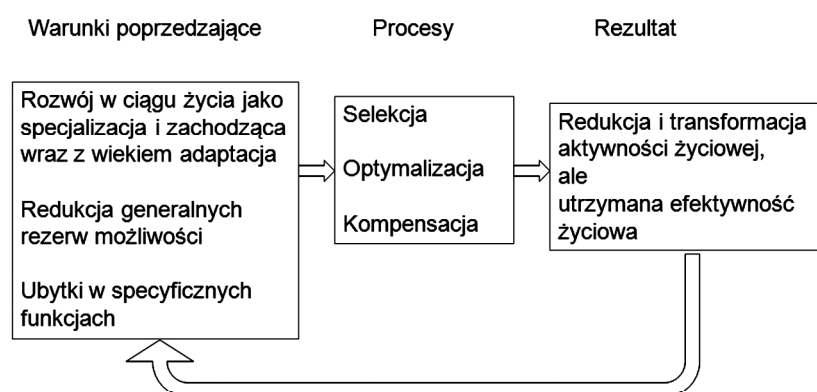 Warunki poprzedzające
Procesy
Rezultat
Rozwój w ciągu życia jako
specjalizacja i zachodząca
wraz z wiekiem adaptacja
Redukcja generalnych
rezerw możliwości
Ubytki w specyficznych
funkcjach
Selekcja
Optymalizacja
Kompensacja
Redukcja i transformacja
aktywności życiowej,
ale
utrzymana efektywność
życiowa